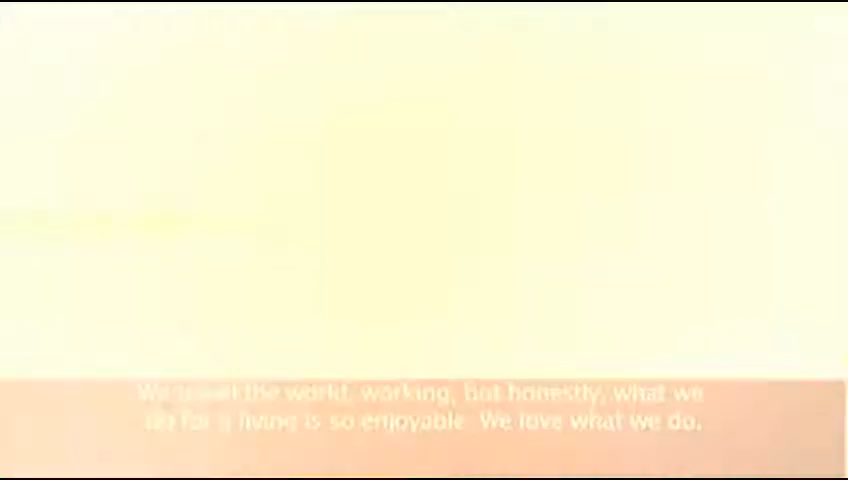 We travel the world, working, but honestly, what we
do for a living is so enjoyable. We love what we do.